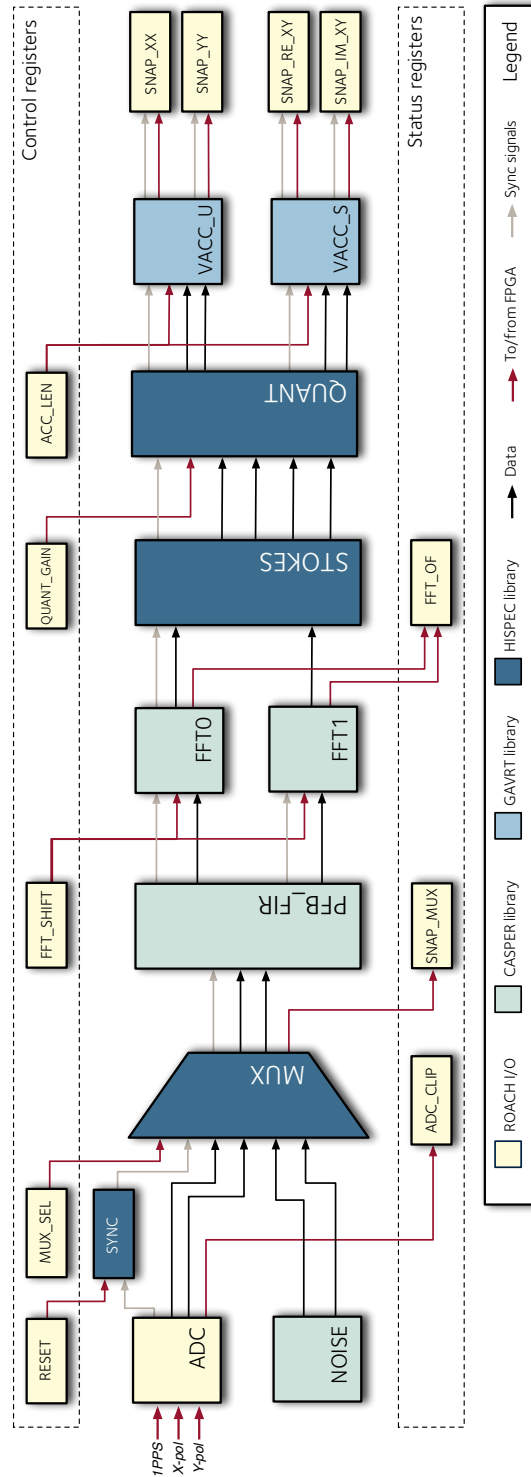 Control registers
RESET
MUX_SEL
FFT_SHIFT
QUANT_GAIN
ACC_LEN
SYNC
1PPS
X-pol
Y-pol
ADC
NOISE
MUX
PFB_FIR
FFT0
FFT1
STOKES
QUANT
VACC_U
VACC_S
SNAP_XX
SNAP_YY
SNAP_RE_XY
SNAP_IM_XY
ADC_CLIP
SNAP_MUX
FFT_OF
Status registers
ROACH I/O
CASPER library
GAVRT library
HISPEC library
Data
To/from FPGA
Sync signals
Legend